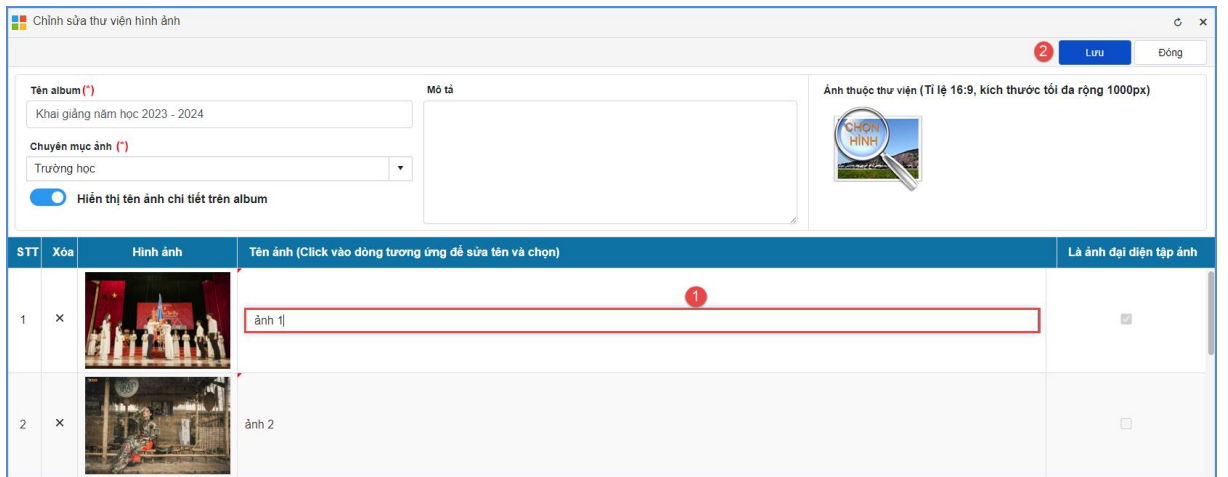 Chỉnh sửa thư viện hình ảnh
2 Lưu Đóng
Tên album (*)
Khai giảng năm học 2023 - 2024
Chuyên mục ảnh (*)
Trường học
Hiển thị tên ảnh chi tiết trên album
Mô tả
Ảnh thuộc thư viện (Tỉ lệ 16:9, kích thước tối đa rộng 1000px)
CHỌN
HÌNH
STT Xóa Hình ảnh Tên ảnh (Click vào dòng tương ứng để sửa tên và chọn) Là ảnh đại diện tập ảnh
1
1 ảnh 1
2 ảnh 2